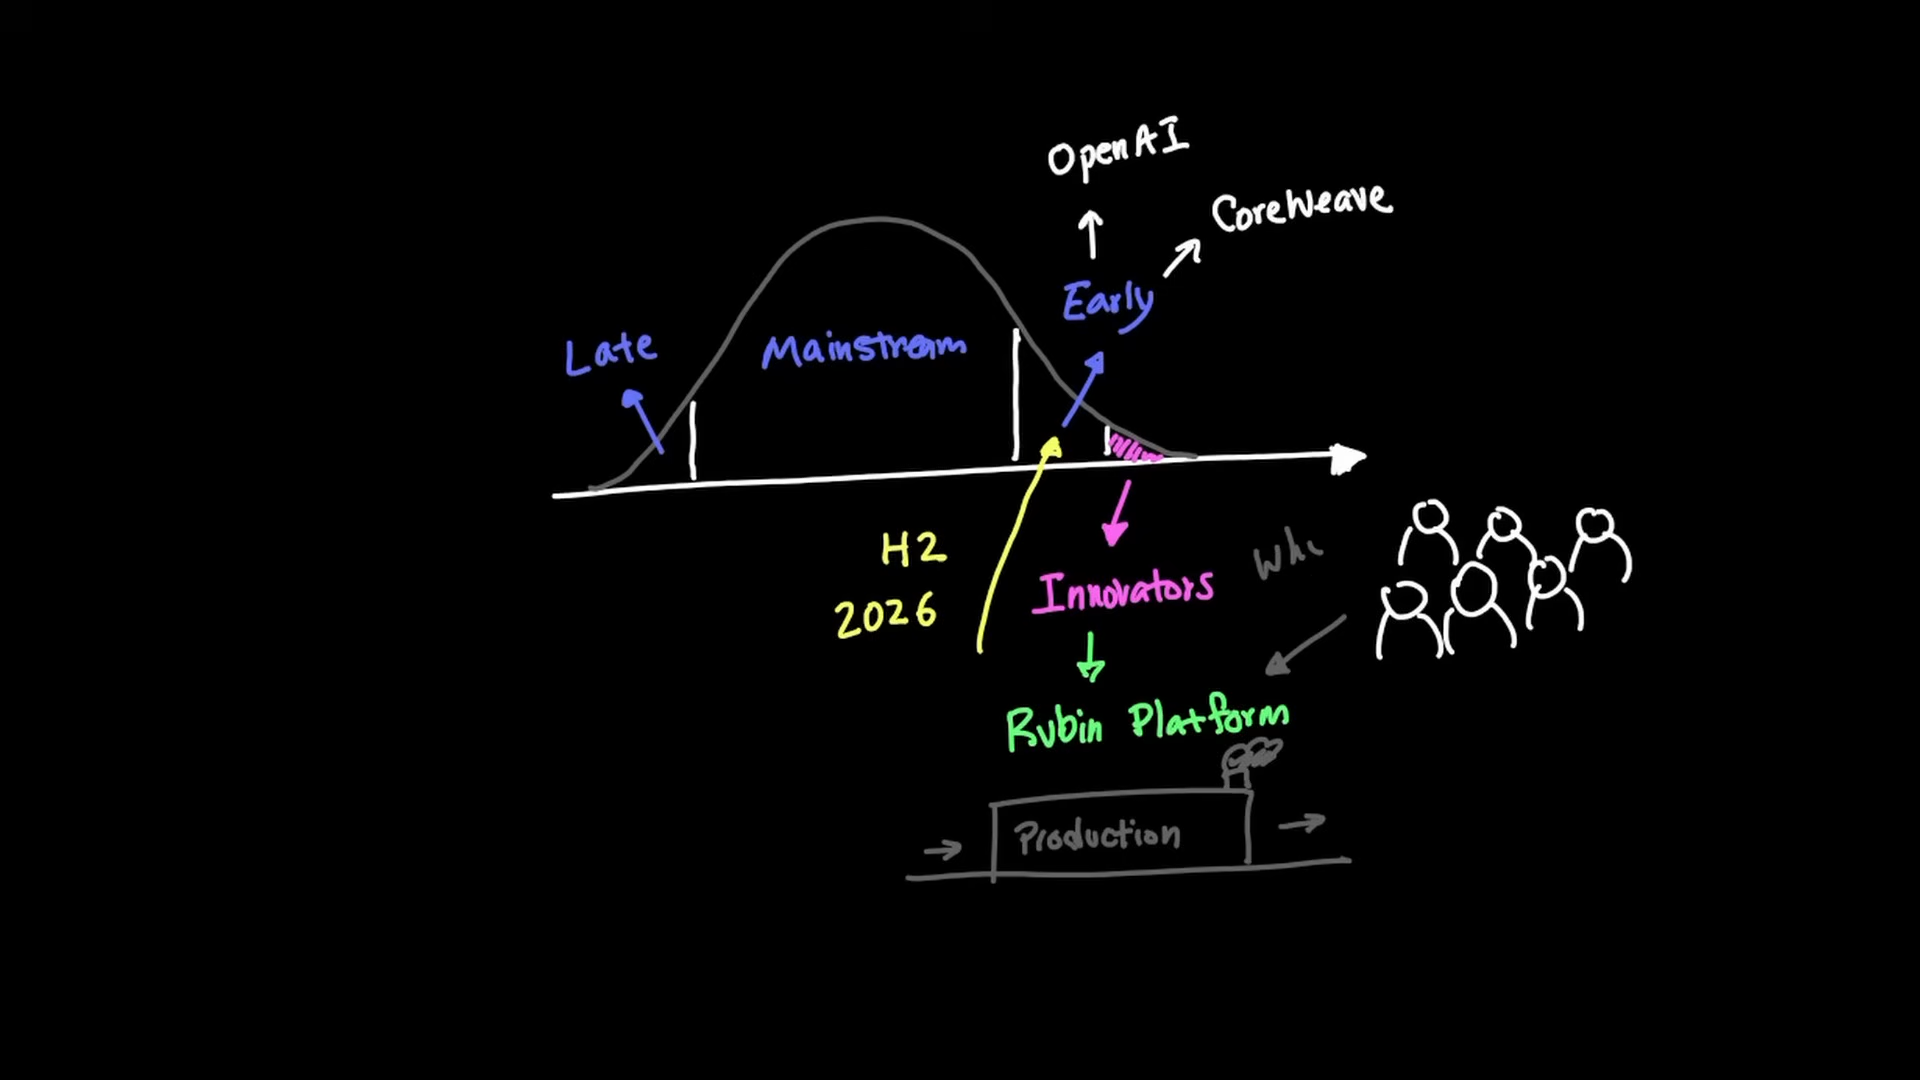 OpenAI
CoreWeave
Early
Late
Mainstream
H2
2026
Innovators
Rubin Platform
Production